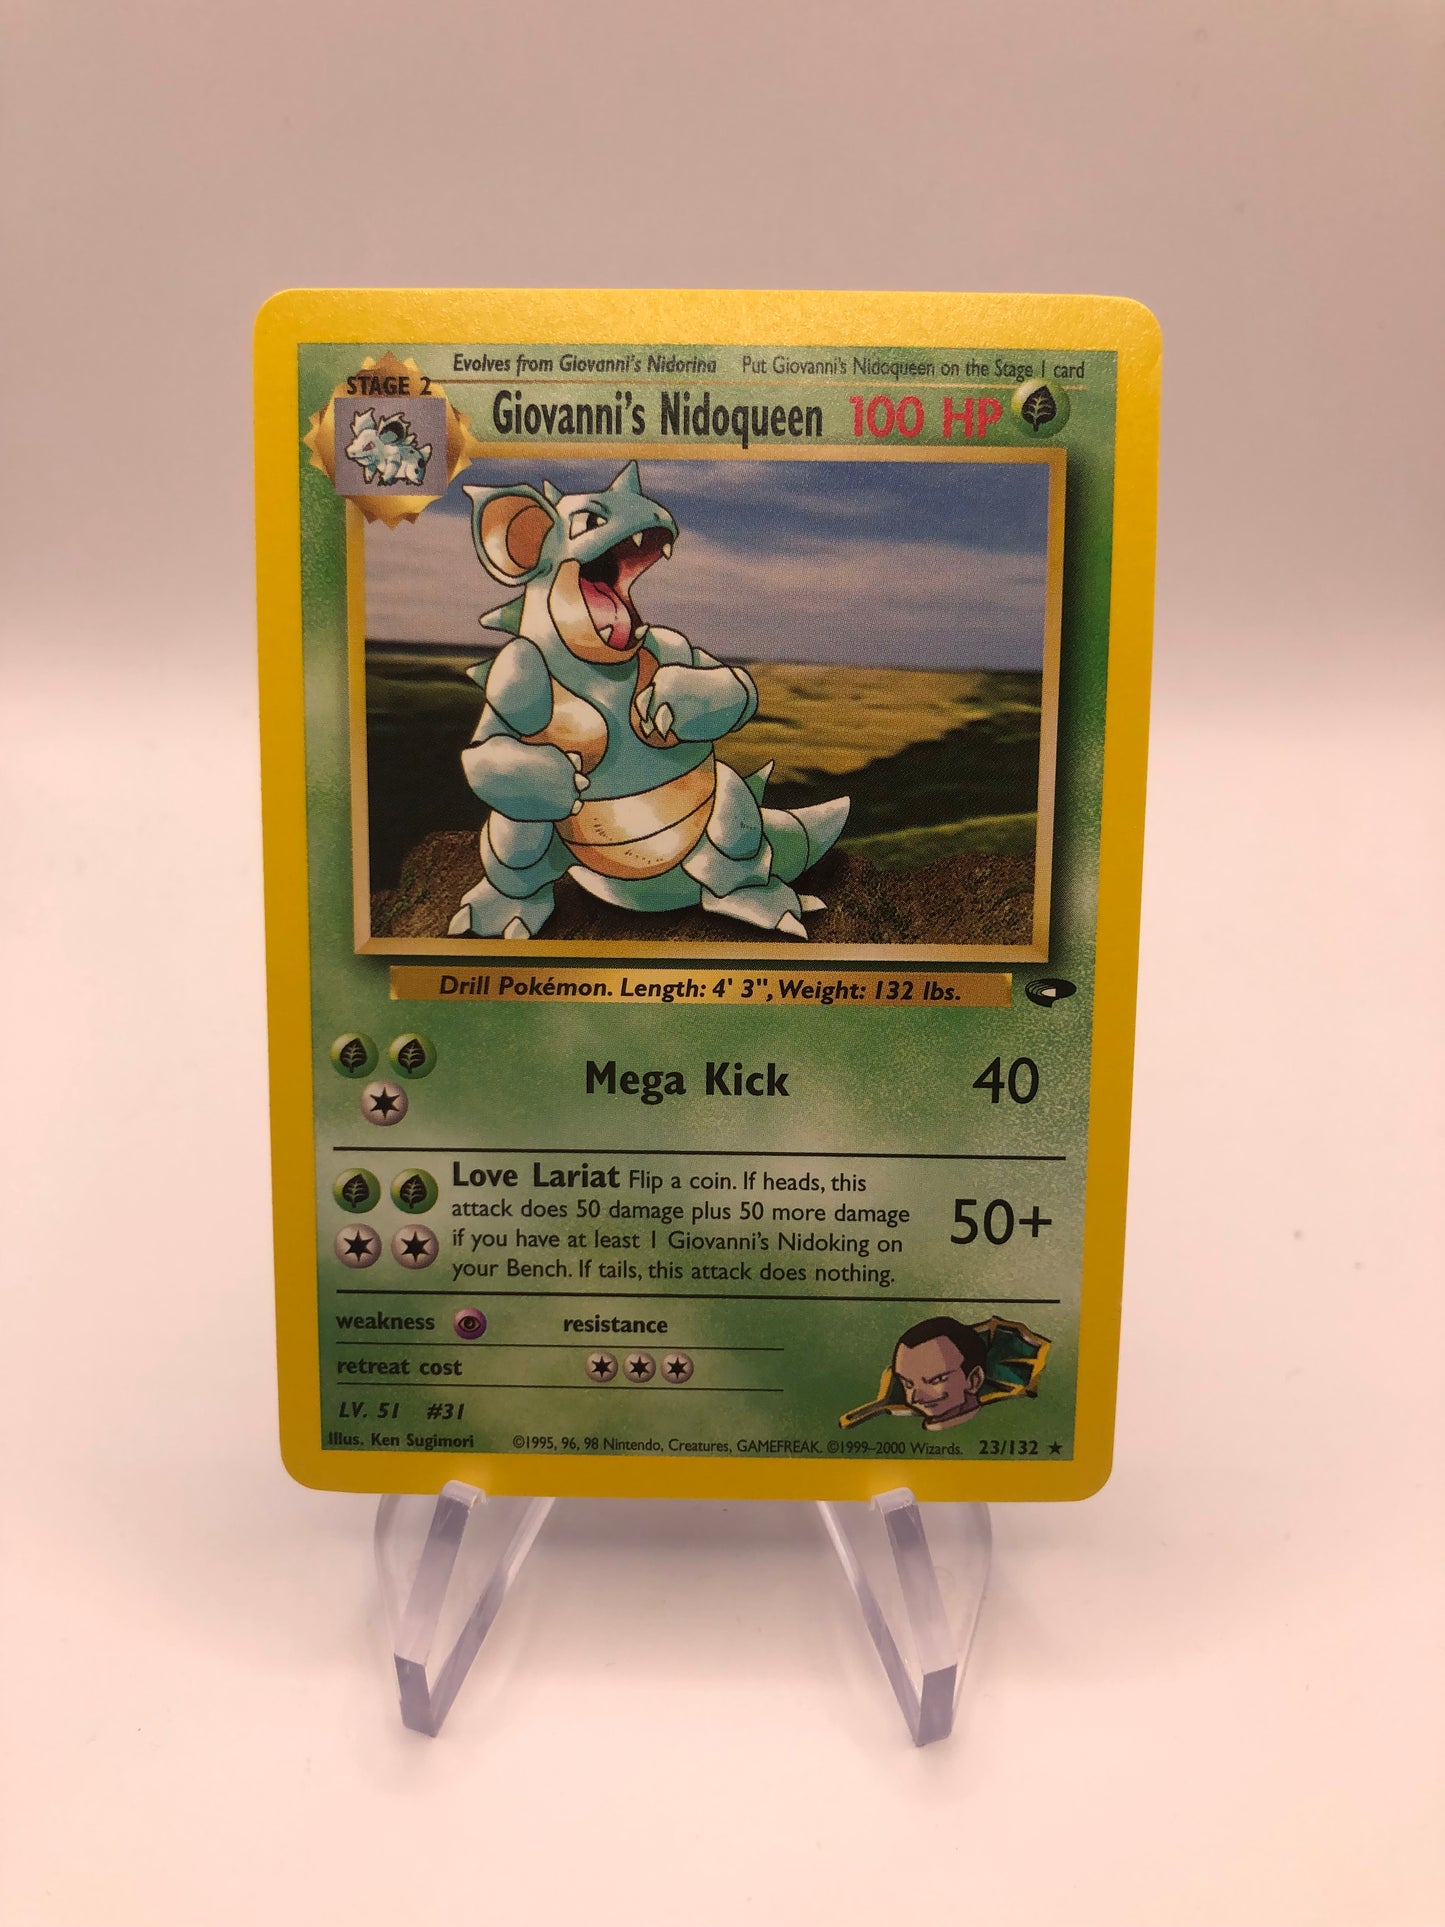 Evolves from Giovanni's Nidorina   Put Giovanni's Nidoqueen on the Stage 1 card
STAGE 2
Giovanni's Nidoqueen 100 HP
Drill Pokémon. Length: 4' 3", Weight: 132 lbs.
Mega Kick 40
Love Lariat Flip a coin. If heads, this
attack does 50 damage plus 50 more damage
if you have at least 1 Giovanni's Nidoking on
your Bench. If tails, this attack does nothing.
50+
weakness resistance
retreat cost
LV. 51 #31
Illus. Ken Sugimori ©1995, 96, 98 Nintendo, Creatures, GAMEFREAK. ©1999-2000 Wizards. 23/132 ★